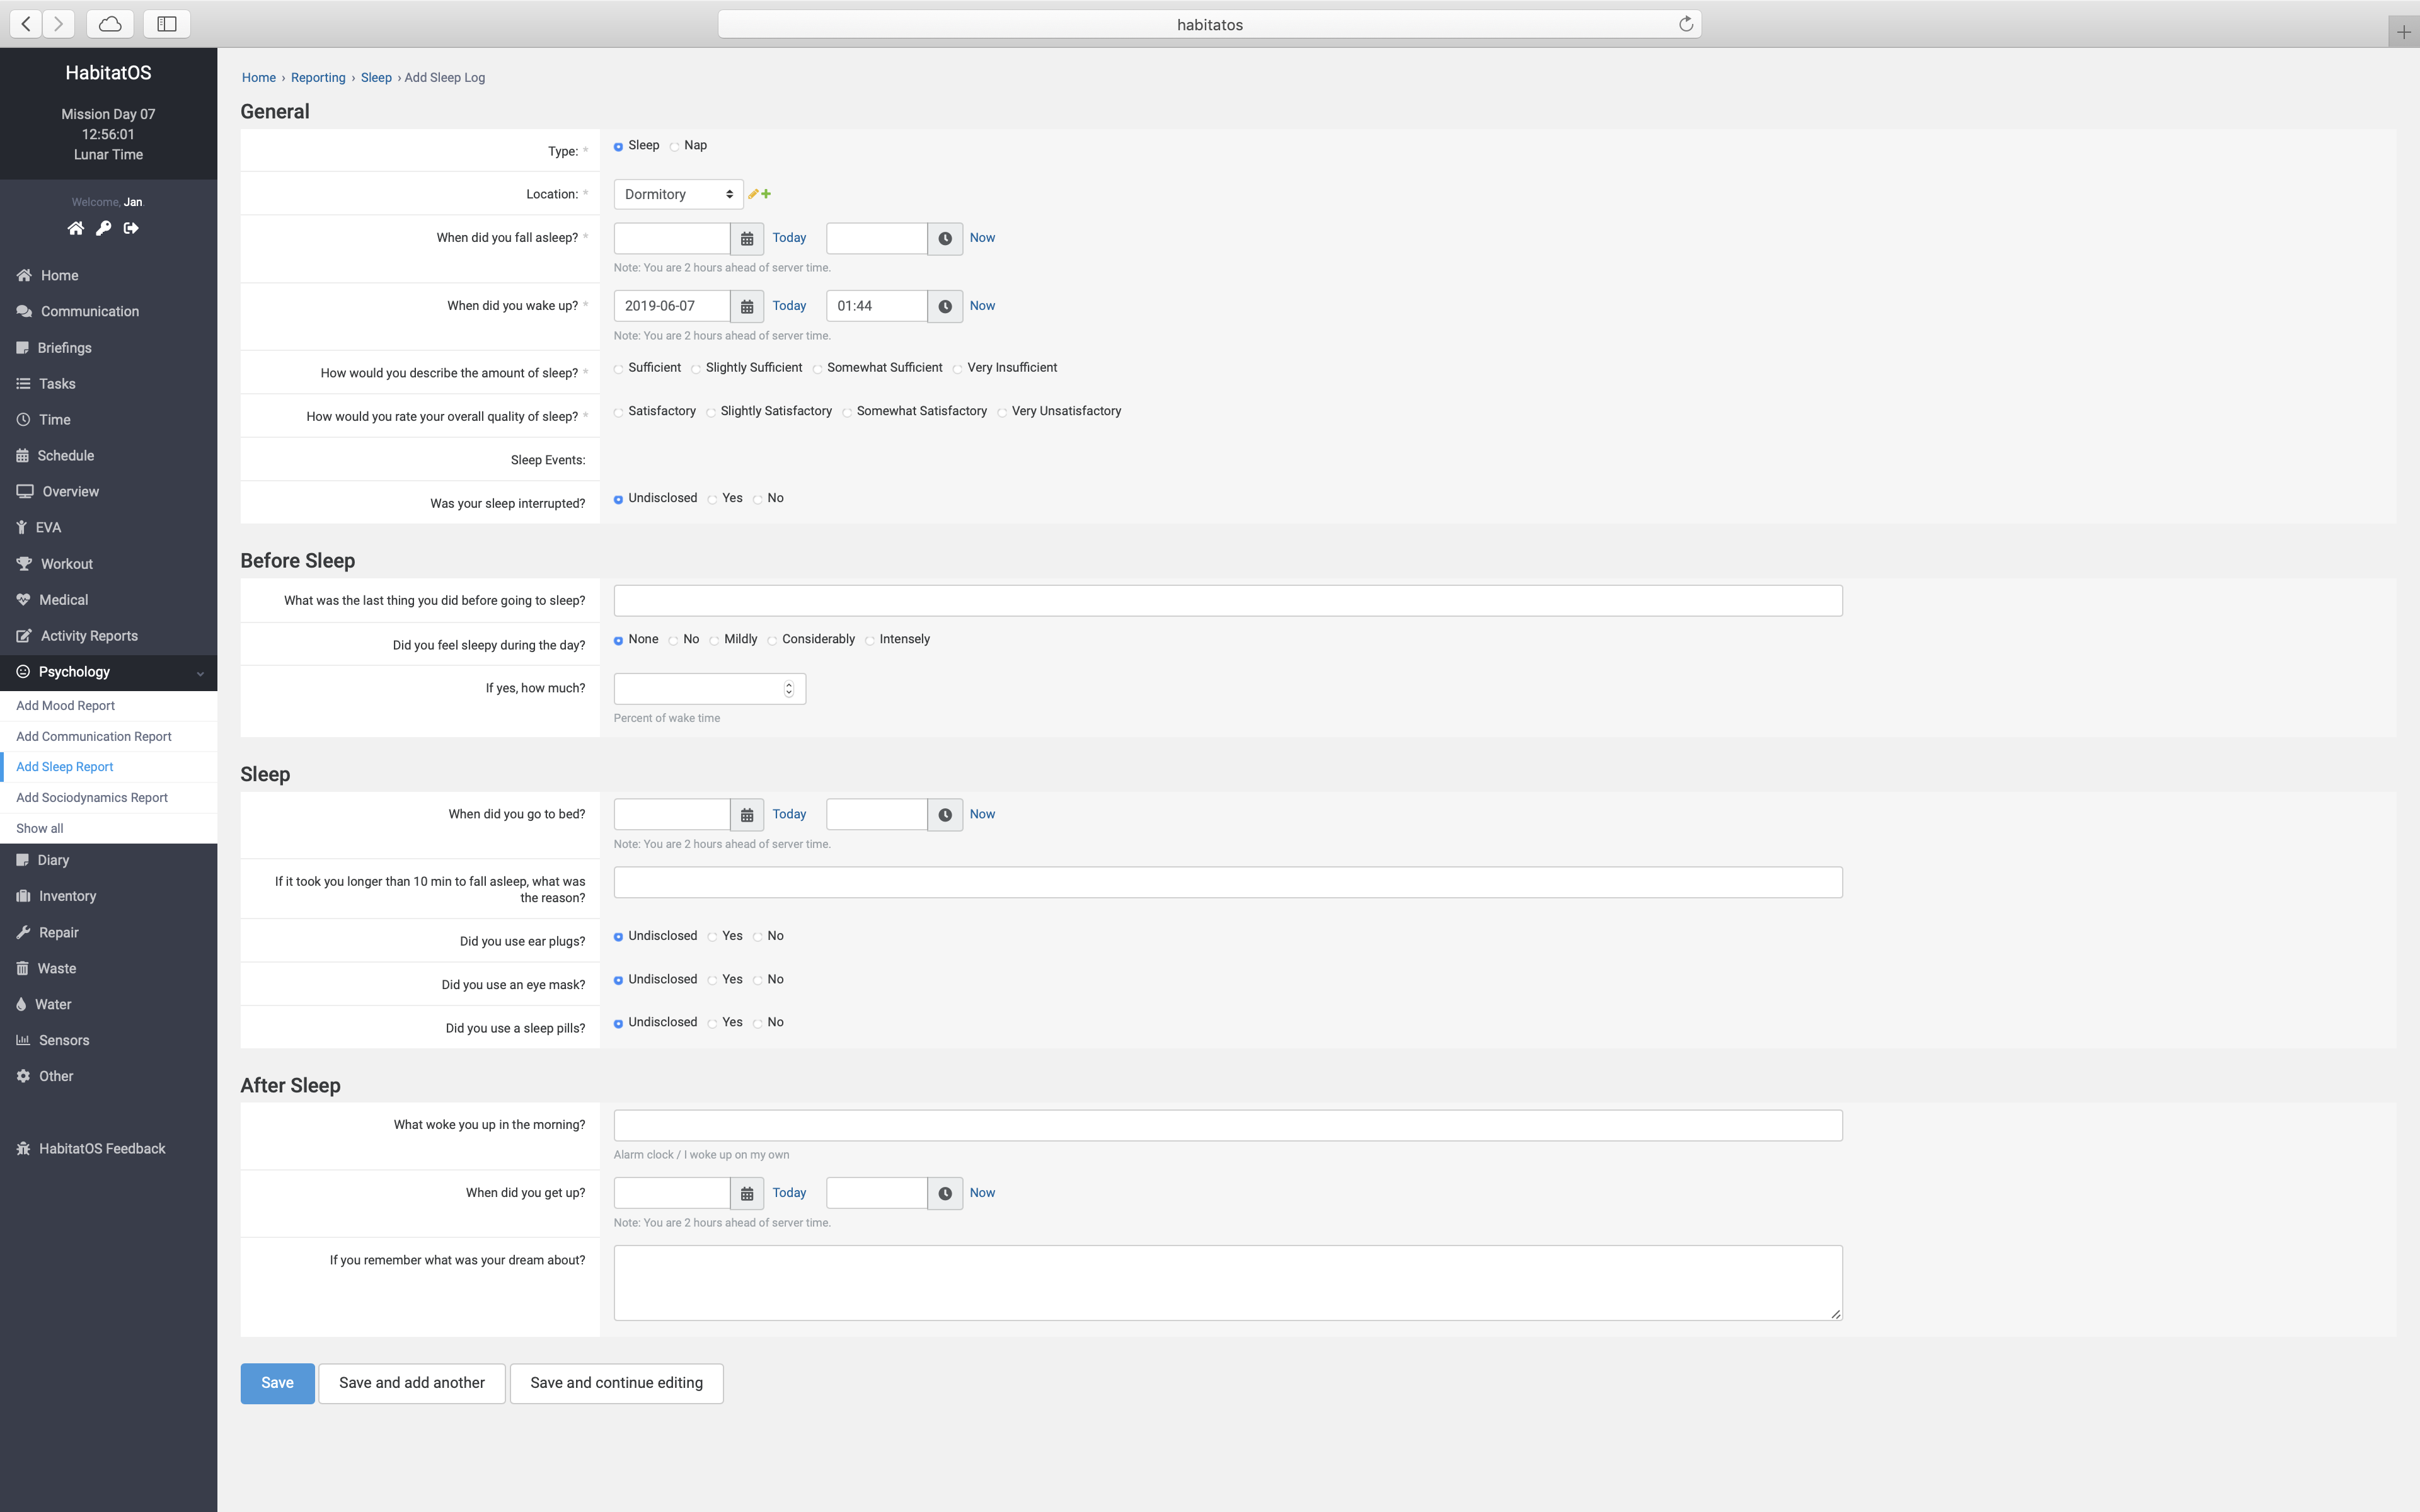 habitatos
HabitatOS
Mission Day 07
12:56:01
Lunar Time
Welcome, Jan.
Home
Communication
Briefings
Tasks
Time
Schedule
Overview
EVA
Workout
Medical
Activity Reports
Psychology
Add Mood Report
Add Communication Report
Add Sleep Report
Add Sociodynamics Report
Show all
Diary
Inventory
Repair
Waste
Water
Sensors
Other
HabitatOS Feedback
Home › Reporting › Sleep › Add Sleep Log
General
Type: * Sleep Nap
Location: * Dormitory
When did you fall asleep? * Today Now
Note: You are 2 hours ahead of server time.
When did you wake up? * 2019-06-07 Today 01:44 Now
Note: You are 2 hours ahead of server time.
How would you describe the amount of sleep? * Sufficient Slightly Sufficient Somewhat Sufficient Very Insufficient
How would you rate your overall quality of sleep? * Satisfactory Slightly Satisfactory Somewhat Satisfactory Very Unsatisfactory
Sleep Events:
Was your sleep interrupted? Undisclosed Yes No
Before Sleep
What was the last thing you did before going to sleep?
Did you feel sleepy during the day? None No Mildly Considerably Intensely
If yes, how much?
Percent of wake time
Sleep
When did you go to bed? Today Now
Note: You are 2 hours ahead of server time.
If it took you longer than 10 min to fall asleep, what was
the reason?
Did you use ear plugs? Undisclosed Yes No
Did you use an eye mask? Undisclosed Yes No
Did you use a sleep pills? Undisclosed Yes No
After Sleep
What woke you up in the morning?
Alarm clock / I woke up on my own
When did you get up? Today Now
Note: You are 2 hours ahead of server time.
If you remember what was your dream about?
Save Save and add another Save and continue editing